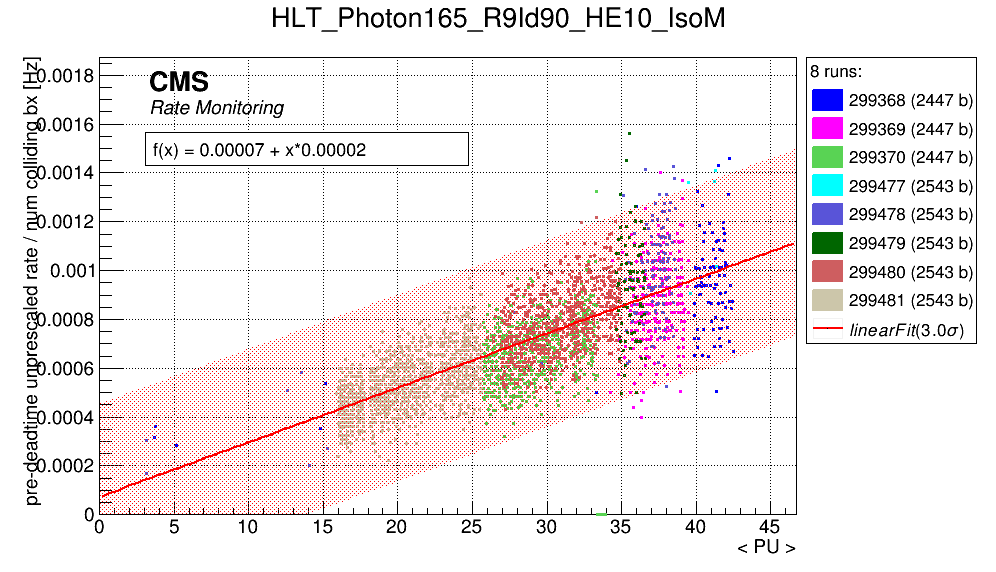 HLT_Photon165_R9Id90_HE10_IsoM
pre-deadtime unprescaled rate / num colliding bx [Hz]
0.0018
0.0016
0.0014
0.0012
0.001
0.0008
0.0006
0.0004
0.0002
0
CMS
Rate Monitoring
f(x) = 0.00007 + x*0.00002
0 5 10 15 20 25 30 35 40 45
< PU >
8 runs:
299368 (2447 b)
299369 (2447 b)
299370 (2447 b)
299477 (2543 b)
299478 (2543 b)
299479 (2543 b)
299480 (2543 b)
299481 (2543 b)
linearFit(3.0σ)